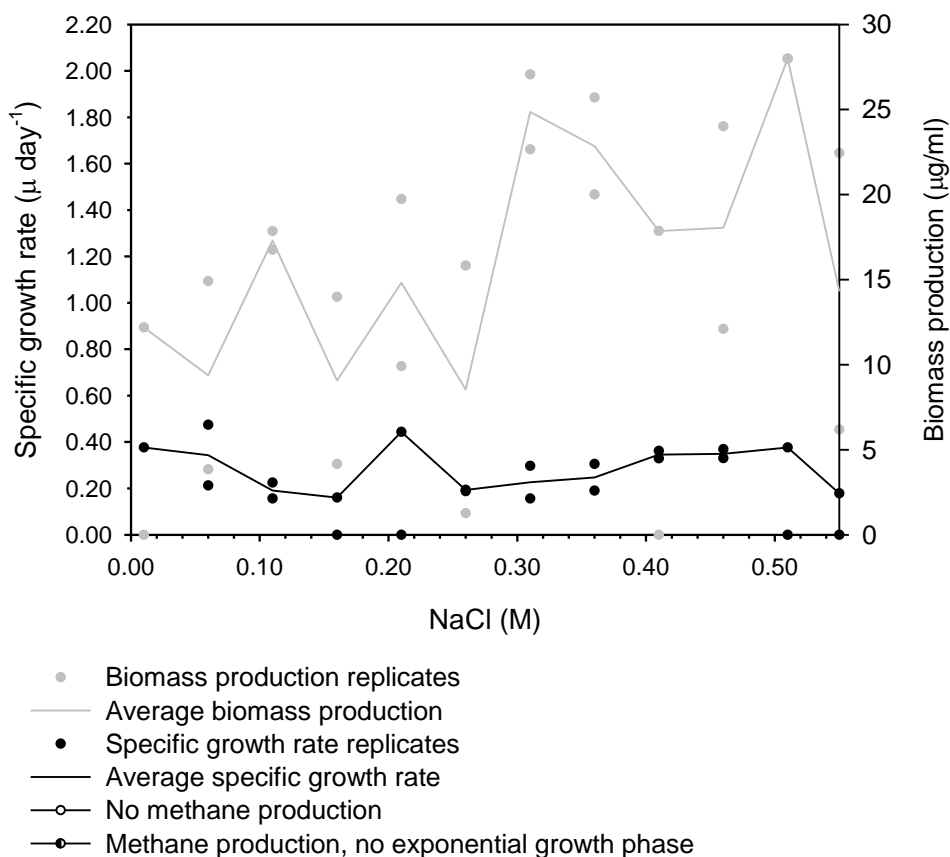 2.20
2.00
1.80
1.60
1.40
1.20
1.00
0.80
0.60
0.40
0.20
0.00
Specific growth rate (μ day⁻¹)
30
25
20
15
10
5
0
Biomass production (μg/ml)
0.00 0.10 0.20 0.30 0.40 0.50
NaCl (M)
Biomass production replicates
Average biomass production
Specific growth rate replicates
Average specific growth rate
No methane production
Methane production, no exponential growth phase